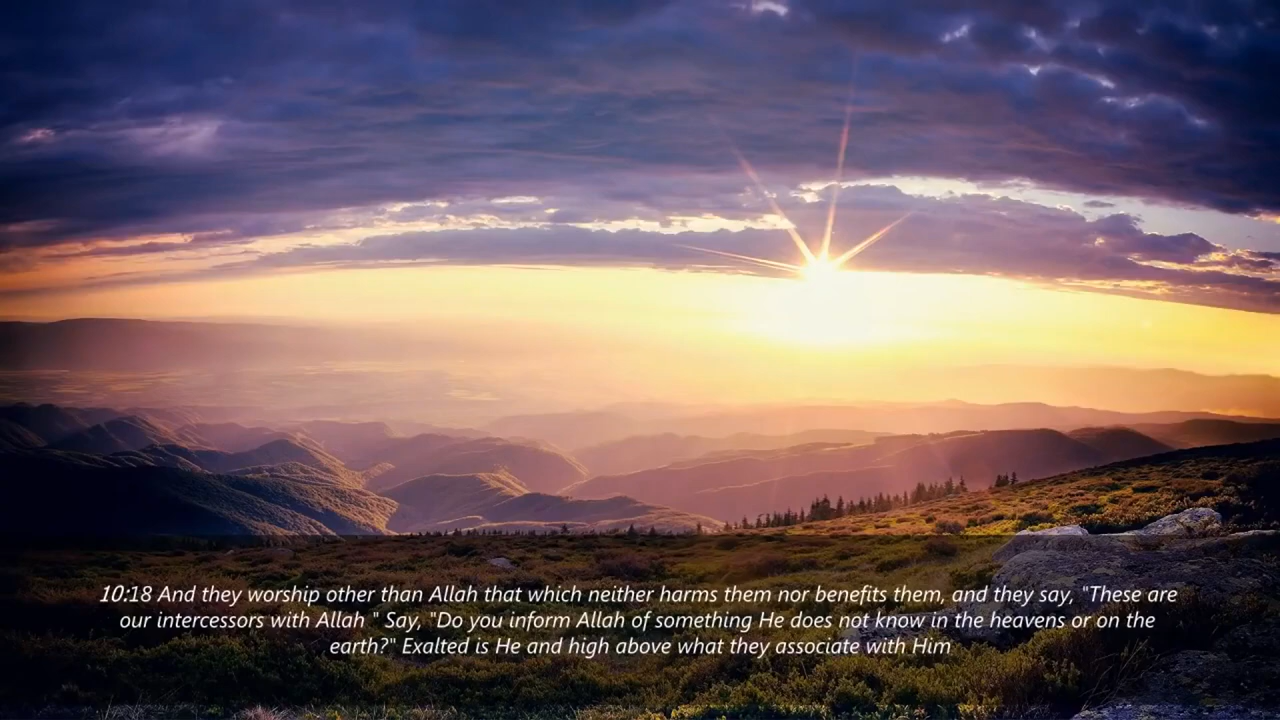 10:18 And they worship other than Allah that which neither harms them nor benefits them, and they say, "These are
our intercessors with Allah " Say, "Do you inform Allah of something He does not know in the heavens or on the
earth?" Exalted is He and high above what they associate with Him